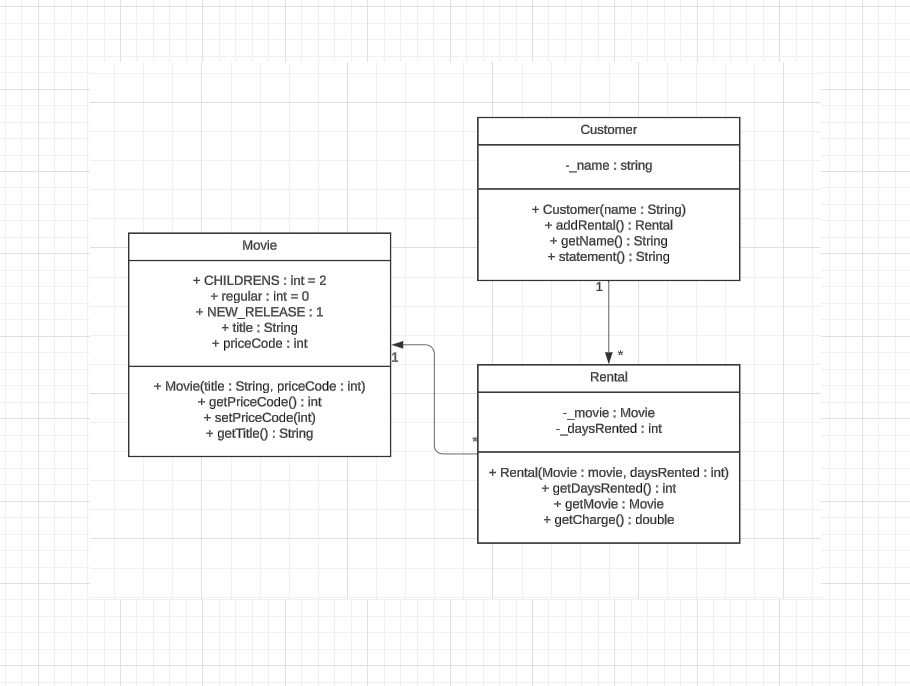 Customer
-_name : string
+ Customer(name : String)
+ addRental() : Rental
+ getName() : String
+ statement() : String
1
*
Movie
+ CHILDRENS : int = 2
+ regular : int = 0
+ NEW_RELEASE : 1
+ title : String
+ priceCode : int
+ Movie(title : String, priceCode : int)
+ getPriceCode() : int
+ setPriceCode(int)
+ getTitle() : String
1
*
Rental
-_movie : Movie
-_daysRented : int
+ Rental(Movie : movie, daysRented : int)
+ getDaysRented() : int
+ getMovie : Movie
+ getCharge() : double